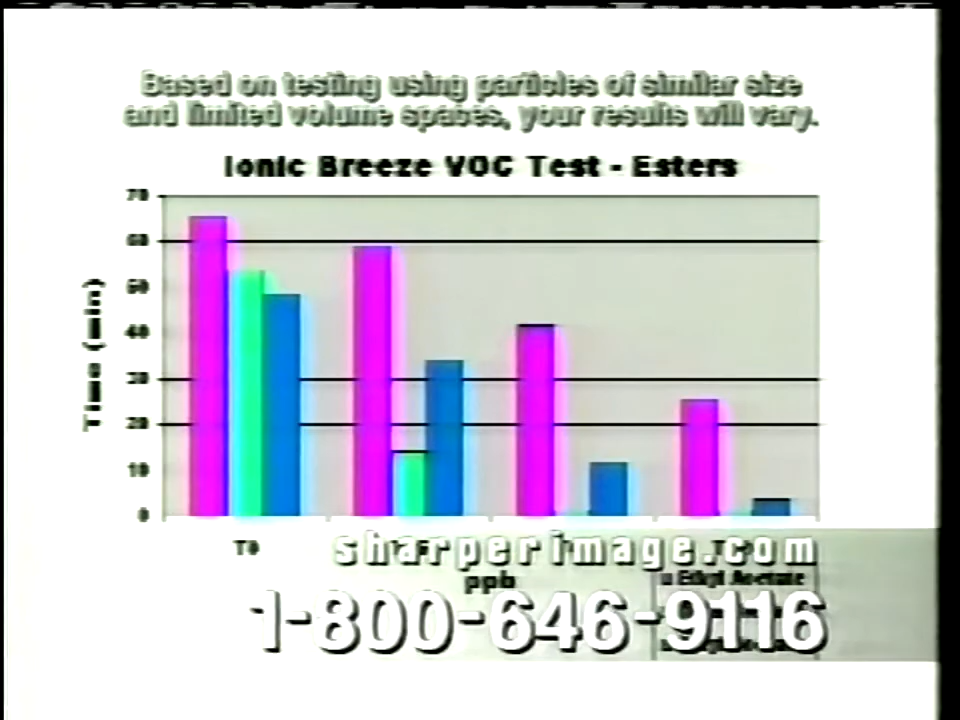 Based on testing using particles of similar size
and limited volume spaces, your results will vary.
Ionic Breeze VOC Test - Esters
70
60
50
40
30
20
10
0
Time (min)
T0
sharperimage.com
ppb
Ethyl Acetate
1-800-646-9116